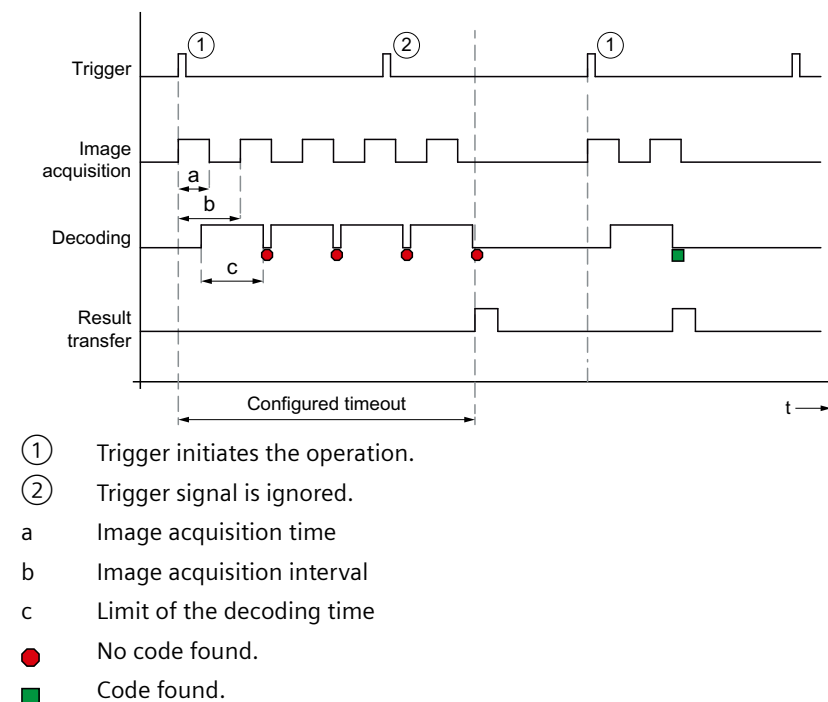 ① ② ①
Trigger
Image
acquisition
a
b
Decoding
c
Result
transfer
Configured timeout
t
① Trigger initiates the operation.
② Trigger signal is ignored.
a Image acquisition time
b Image acquisition interval
c Limit of the decoding time
No code found.
Code found.